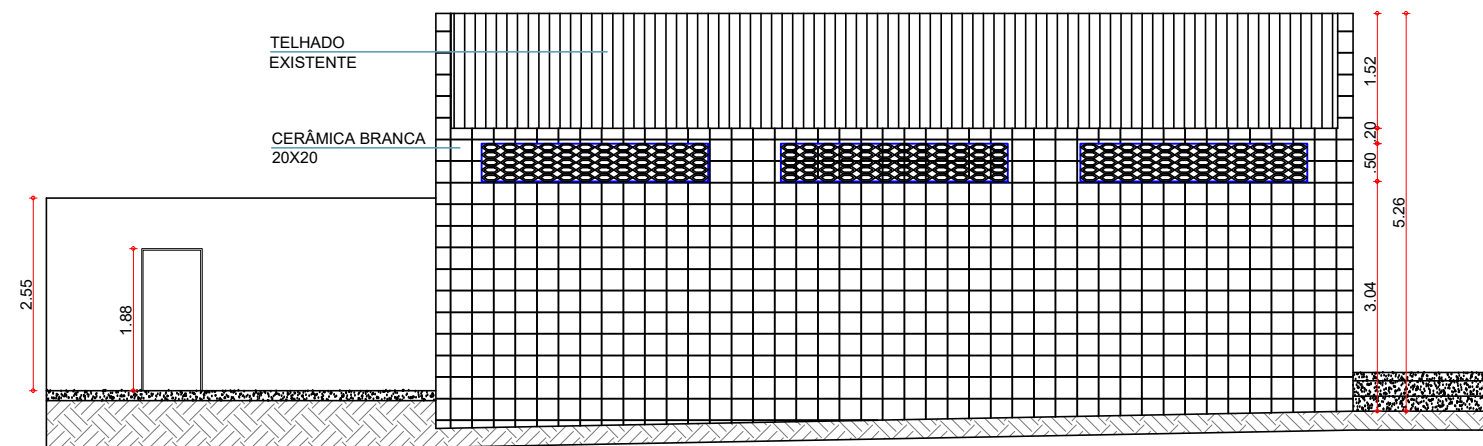 TELHADO
EXISTENTE
CERÂMICA BRANCA
20X20
1.52
.20
.50
5.26
3.04
2.55
1.88